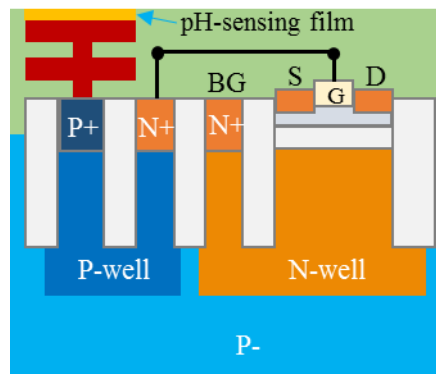 pH-sensing film
BG
S
D
G
P+
N+
N+
P-well
N-well
P-